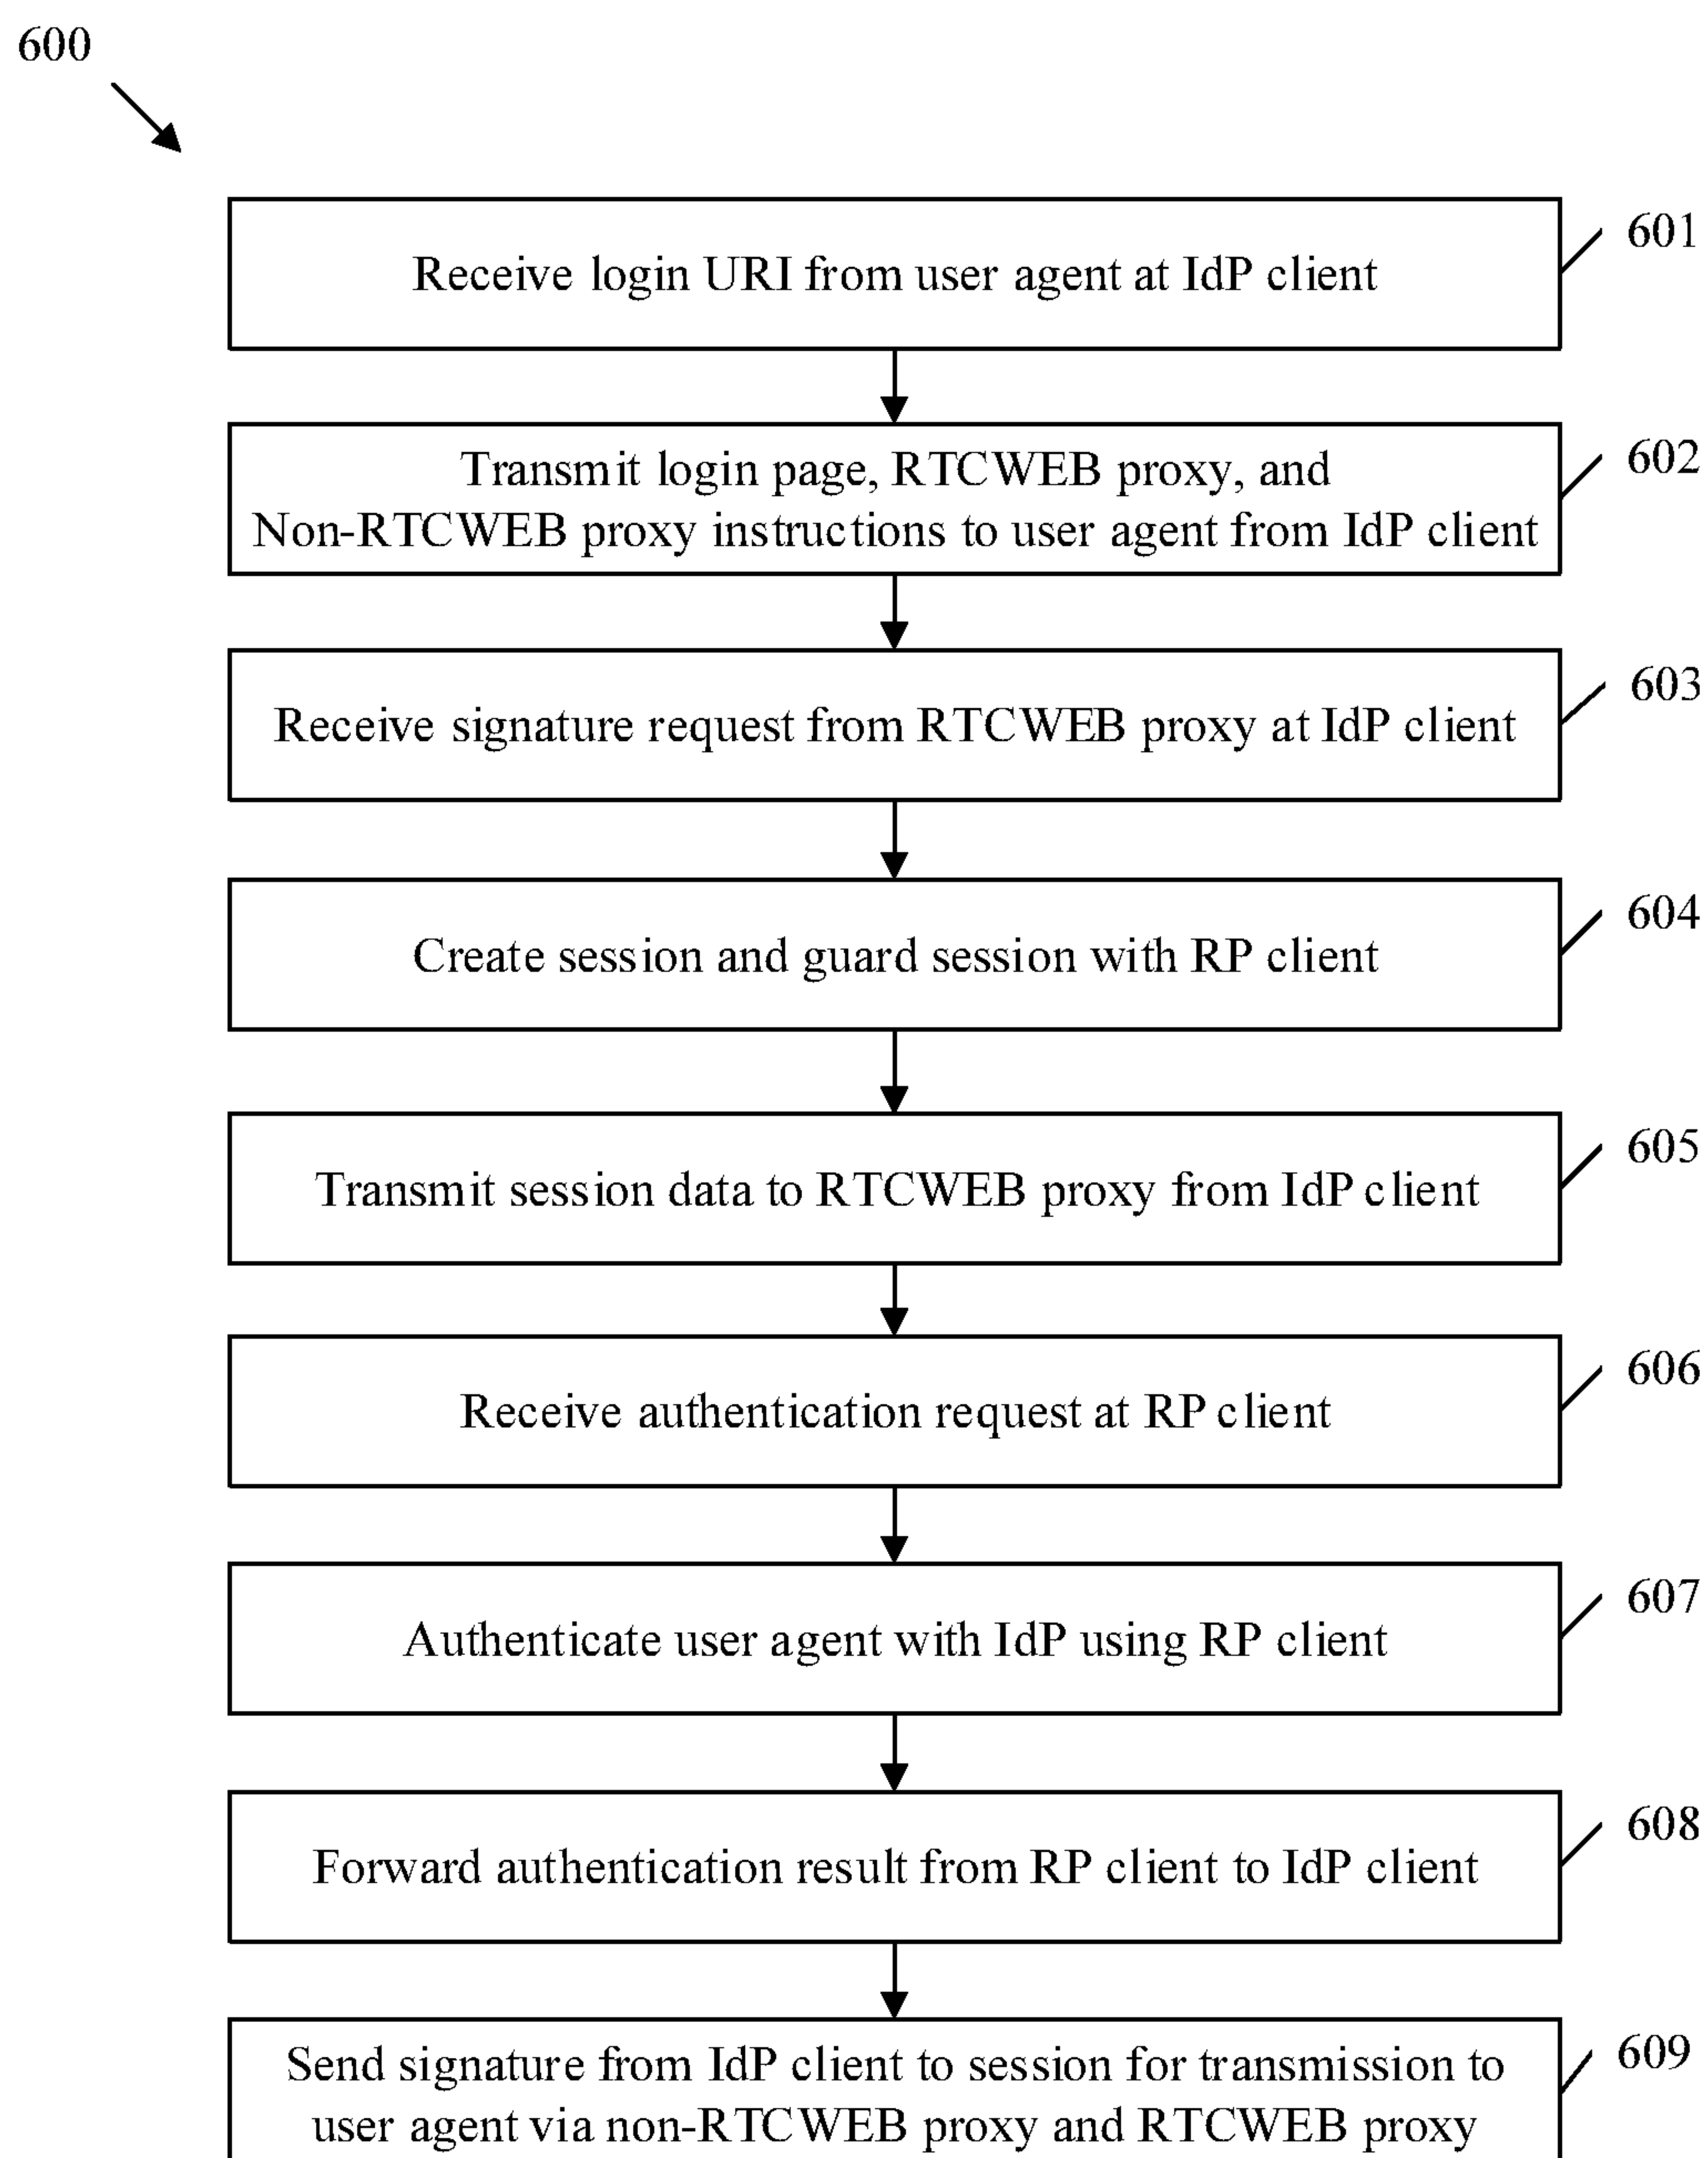 600
Receive login URI from user agent at IdP client
601
Transmit login page, RTCWEB proxy, and
Non-RTCWEB proxy instructions to user agent from IdP client
602
Receive signature request from RTCWEB proxy at IdP client
603
Create session and guard session with RP client
604
Transmit session data to RTCWEB proxy from IdP client
605
Receive authentication request at RP client
606
Authenticate user agent with IdP using RP client
607
Forward authentication result from RP client to IdP client
608
Send signature from IdP client to session for transmission to
user agent via non-RTCWEB proxy and RTCWEB proxy
609